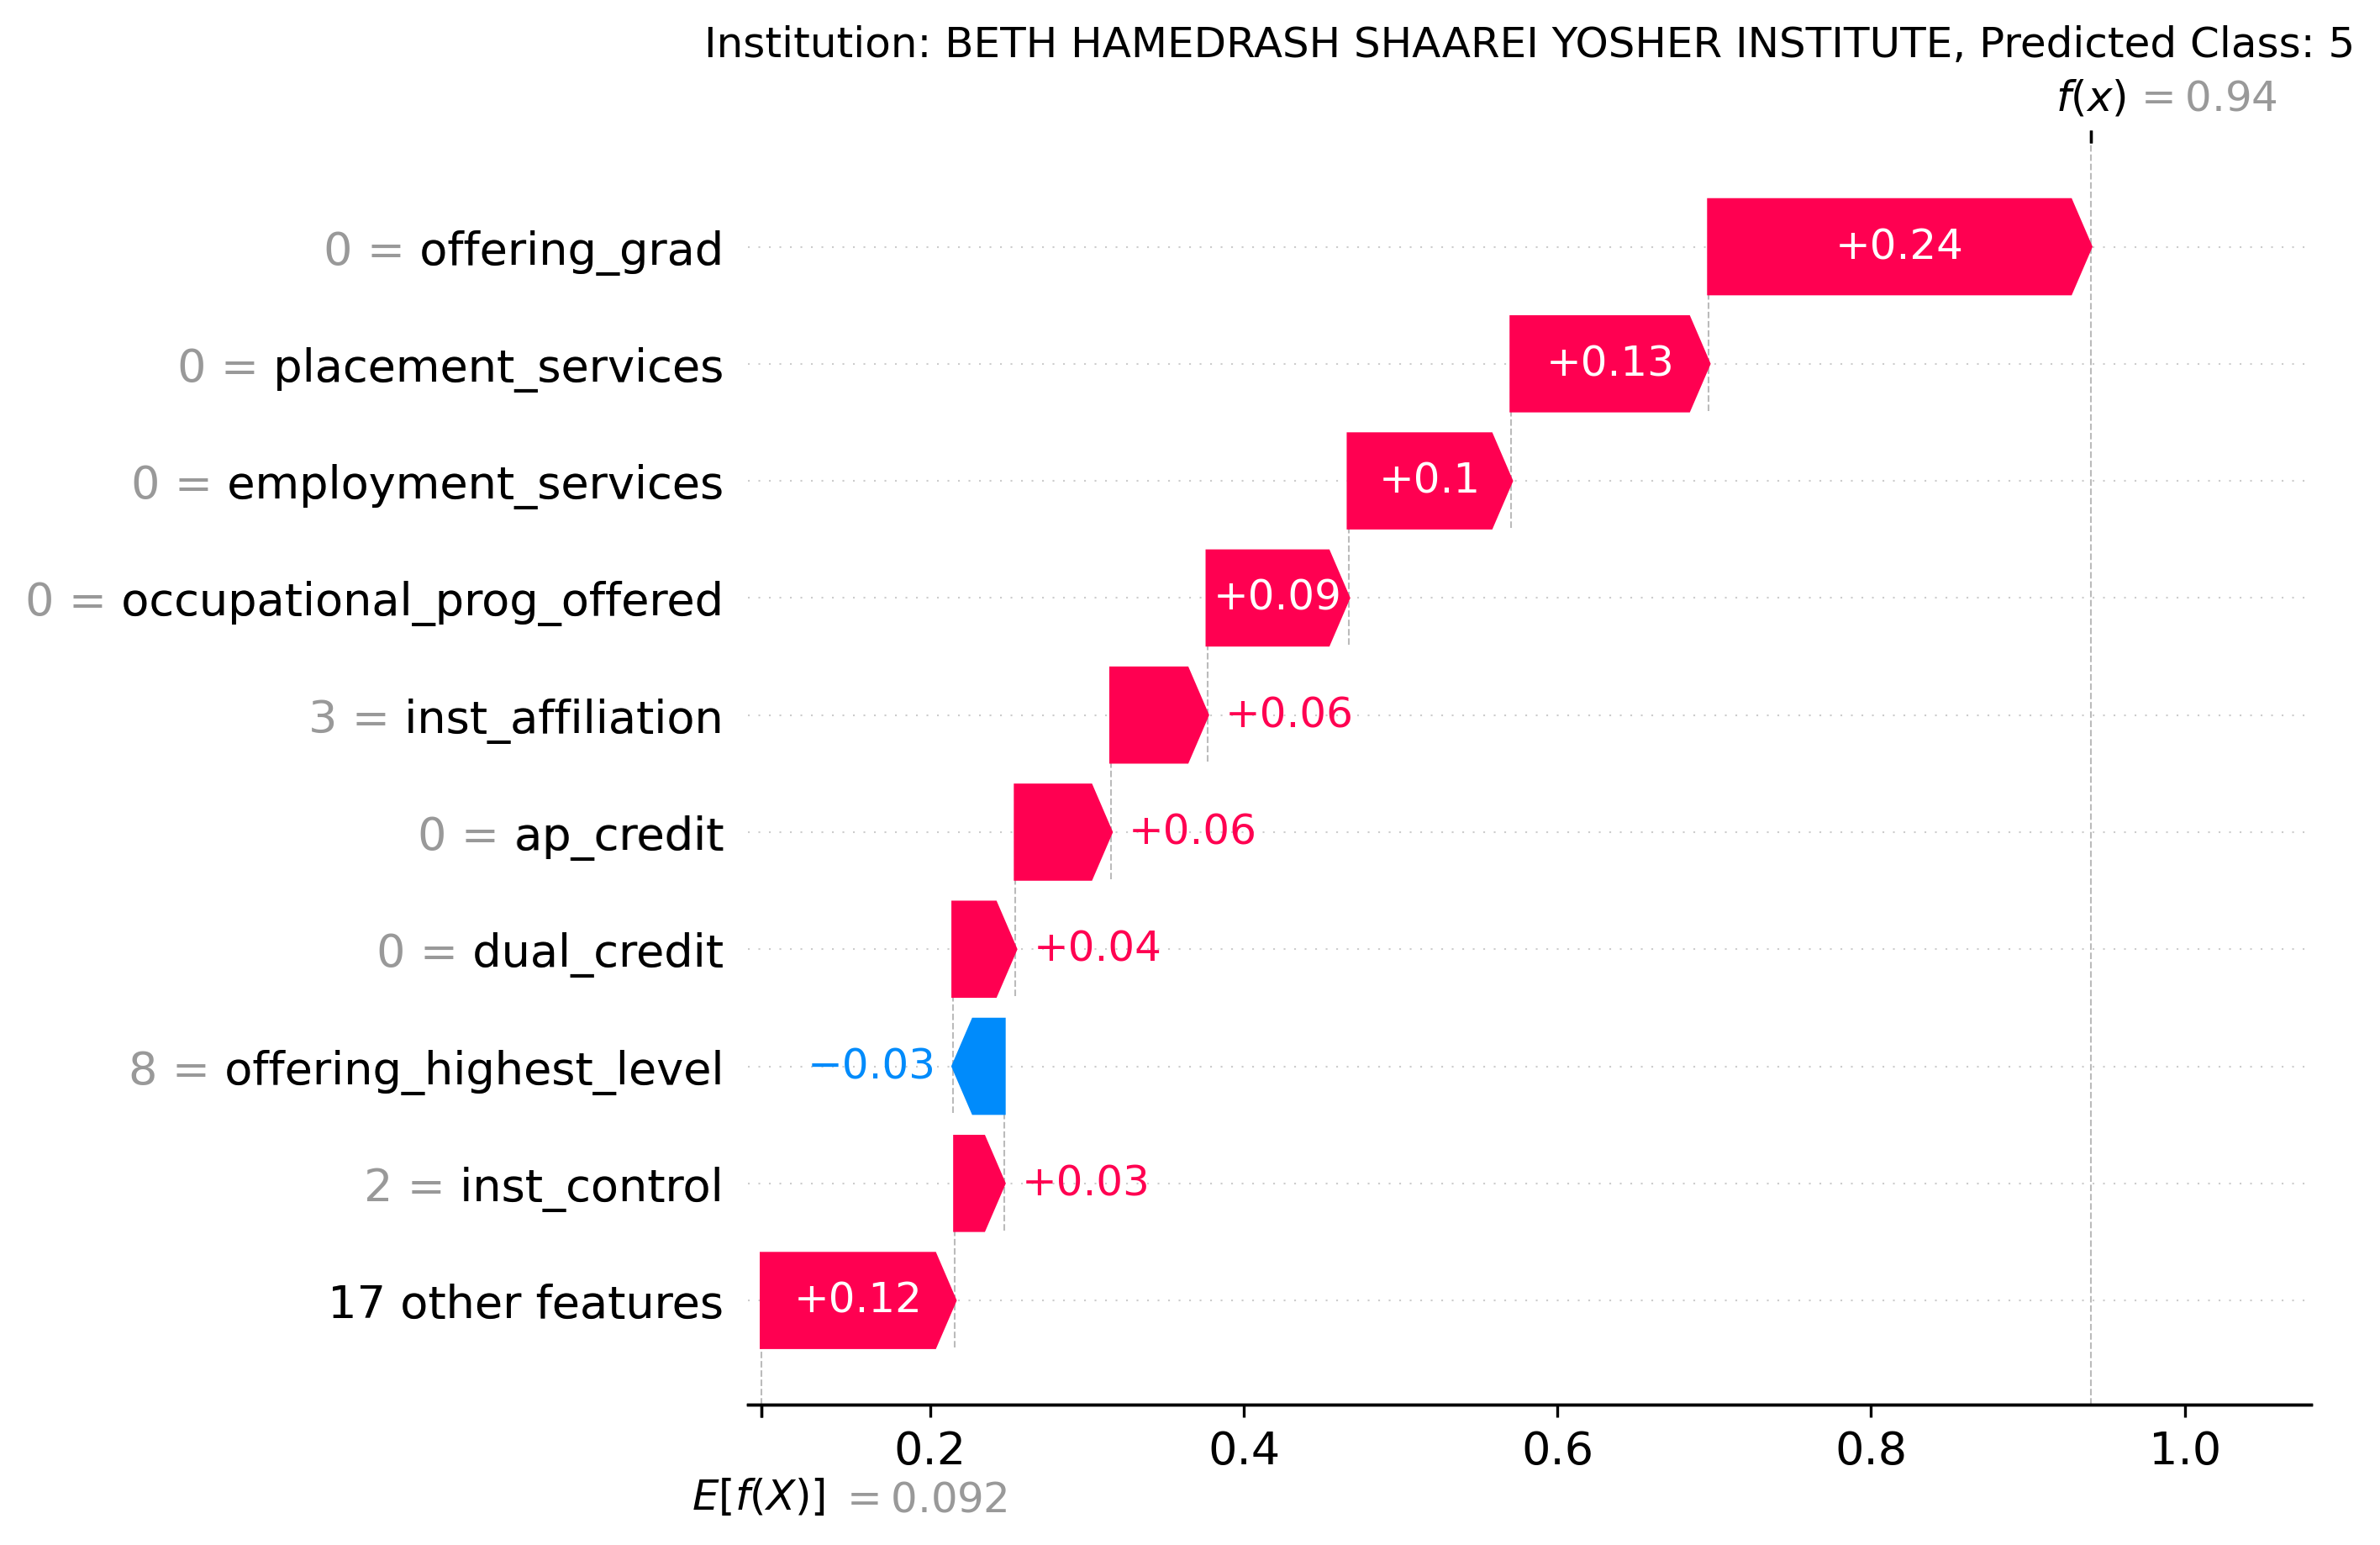 Institution: BETH HAMEDRASH SHAAREI YOSHER INSTITUTE, Predicted Class: 5
f(x) = 0.94
0 = offering_grad +0.24
0 = placement_services +0.13
0 = employment_services +0.1
0 = occupational_prog_offered +0.09
3 = inst_affiliation +0.06
0 = ap_credit +0.06
0 = dual_credit +0.04
8 = offering_highest_level −0.03
2 = inst_control +0.03
17 other features +0.12
0.2 0.4 0.6 0.8 1.0
E[f(X)] = 0.092